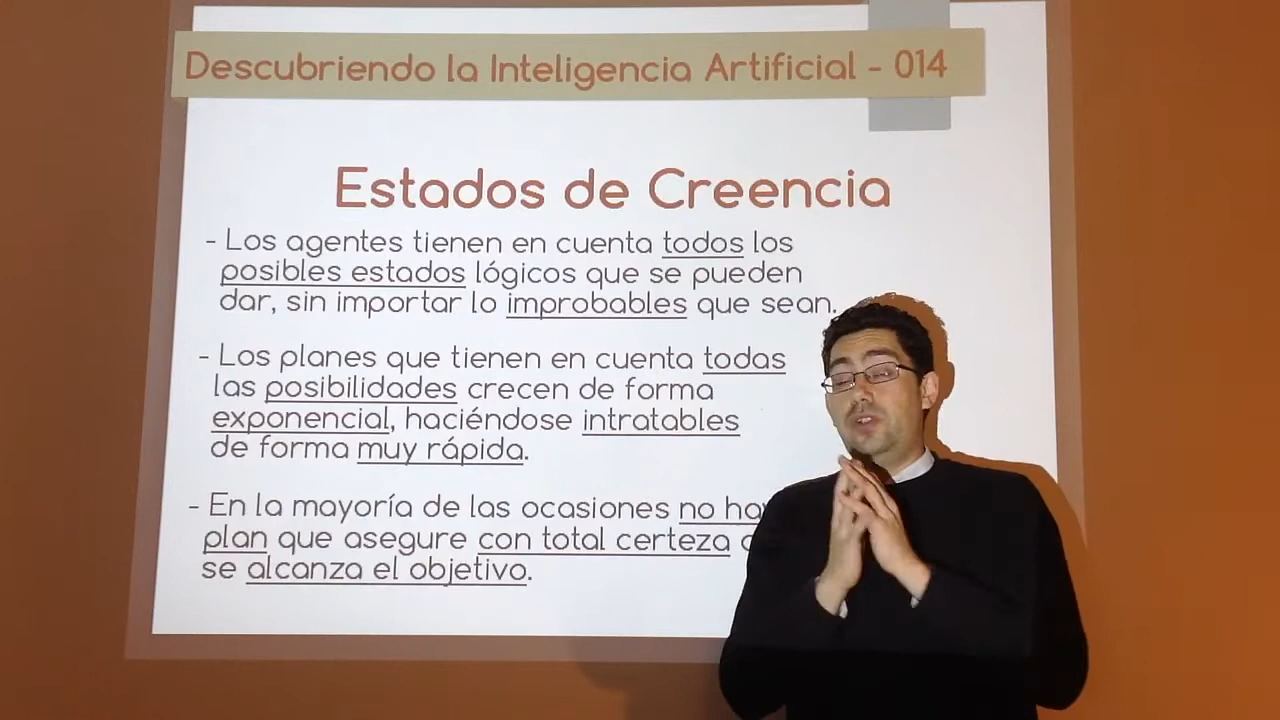 Descubriendo la Inteligencia Artificial - 014
Estados de Creencia
- Los agentes tienen en cuenta todos los
posibles estados lógicos que se pueden
dar, sin importar lo improbables que sean.
- Los planes que tienen en cuenta todas
las posibilidades crecen de forma
exponencial, haciéndose intratables
de forma muy rápida.
- En la mayoría de las ocasiones no
plan que asegure con total certeza
se alcanza el objetivo.